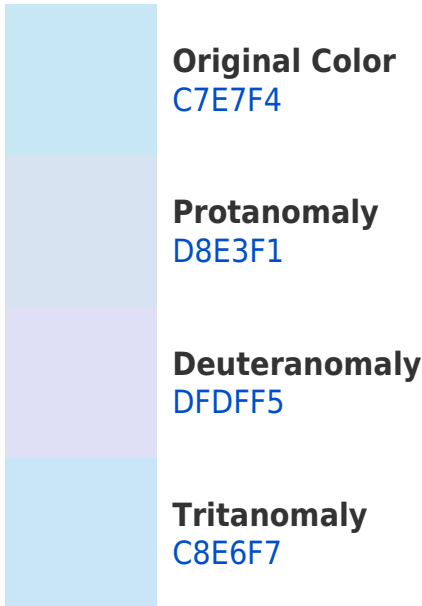 Original Color
C7E7F4
Protanomaly
D8E3F1
Deuteranomaly
DFDFF5
Tritanomaly
C8E6F7